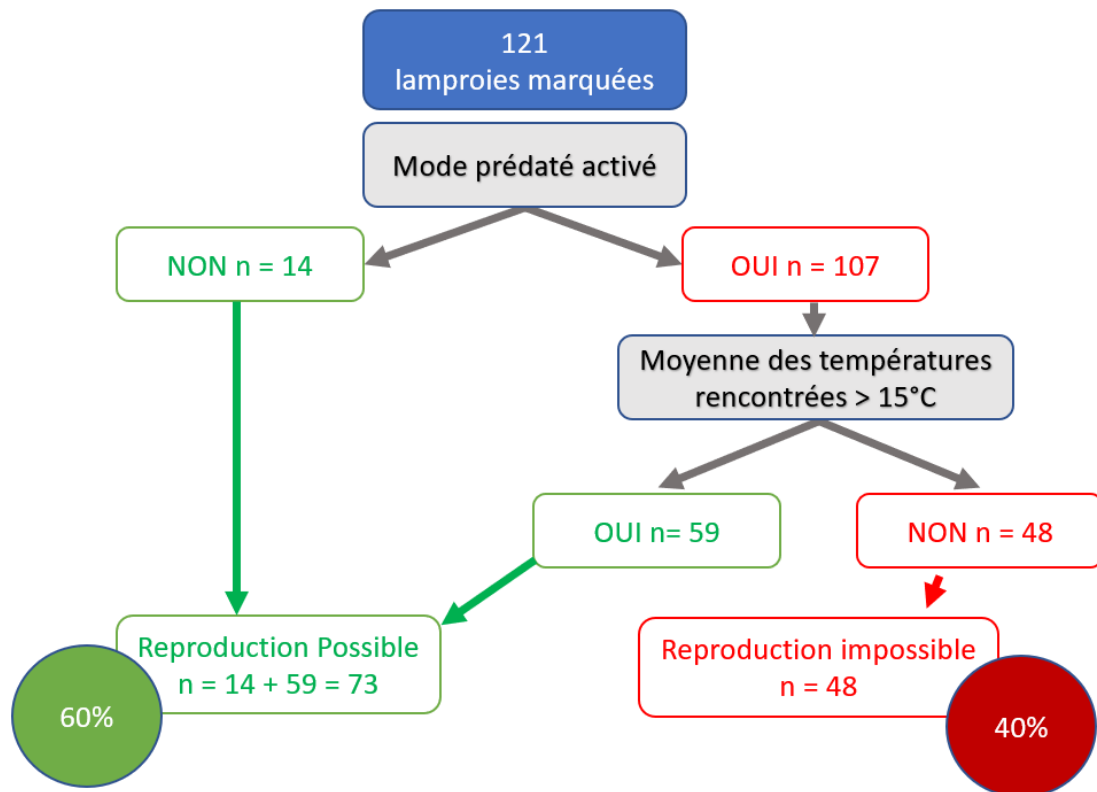 121
lamproies marquées
Mode prédaté activé
NON n = 14
OUI n = 107
Moyenne des températures
rencontrées > 15°C
OUI n= 59
NON n = 48
Reproduction Possible
n = 14 + 59 = 73
60%
Reproduction impossible
n = 48
40%